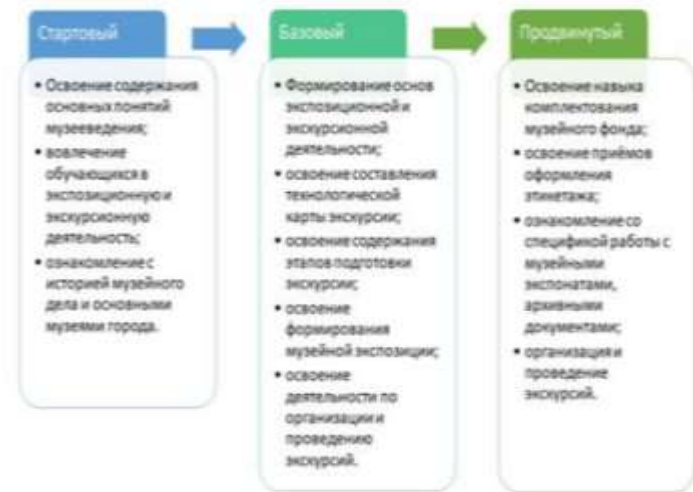 Стартовый
• Освоение содержания
основных понятий
музееведения;
• вовлечение
обучающихся в
экспозиционную и
экскурсионную
деятельность;
• ознакомление с
историей музейного
дела и основными
музеями города.
Базовый
• Формирование основ
экспозиционной и
экскурсионной
деятельности;
• освоение составления
технологической
карты экскурсии;
• освоение содержания
этапов подготовки
экскурсии;
• освоение
формирования
музейной экспозиции;
• освоение
деятельности по
организации и
проведению
экскурсий.
Продвинутый
• Освоение навыка
комплектования
музейного фонда;
• освоение приёмов
оформления
этикетажа;
• ознакомление со
спецификой работы с
музейными
экспонатами,
архивными
документами;
• организация и
проведение
экскурсий.